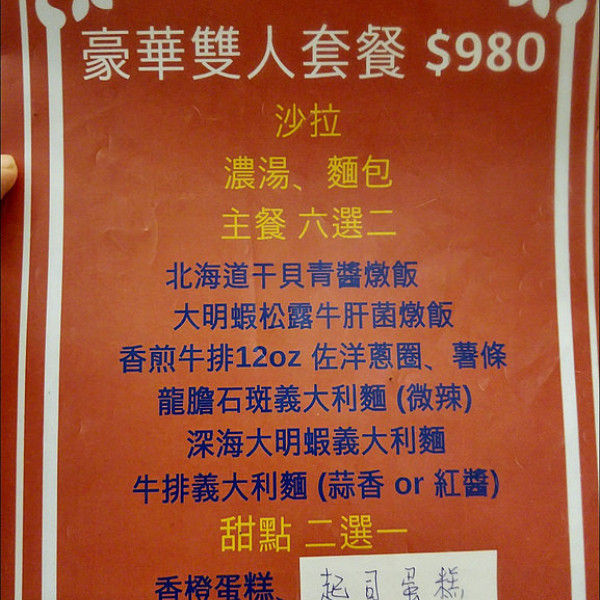 豪華雙人套餐 $980
沙拉
濃湯、麵包
主餐 六選二
北海道干貝青醬燉飯
大明蝦松露牛肝菌燉飯
香煎牛排12oz 佐洋蔥圈、薯條
龍膽石斑義大利麵 (微辣)
深海大明蝦義大利麵
牛排義大利麵 (蒜香 or 紅醬)
甜點 二選一
香橙蛋糕、起司蛋糕